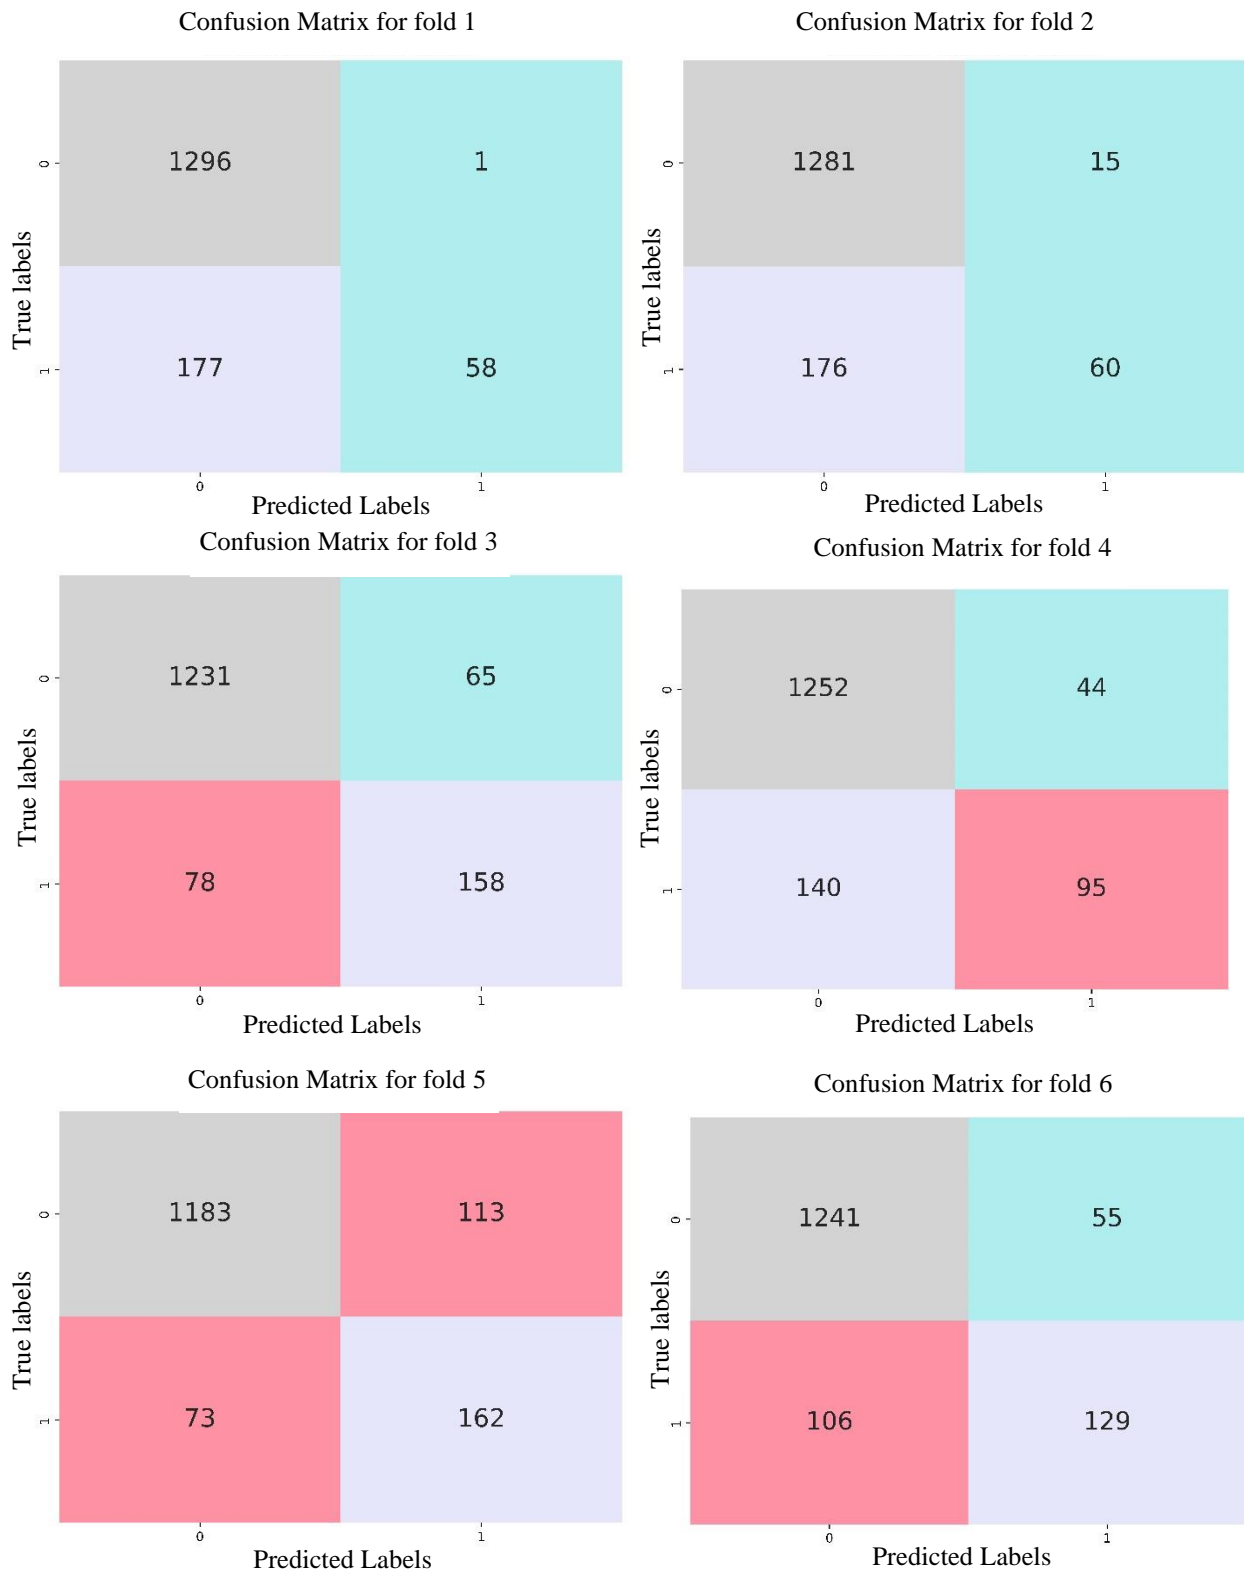 Confusion Matrix for fold 1
True labels
0
1296
1
1
177
58
0
1
Predicted Labels
Confusion Matrix for fold 2
True labels
0
1281
15
1
176
60
0
1
Predicted Labels
Confusion Matrix for fold 3
True labels
0
1231
65
1
78
158
0
1
Predicted Labels
Confusion Matrix for fold 4
True labels
0
1252
44
1
140
95
0
1
Predicted Labels
Confusion Matrix for fold 5
True labels
0
1183
113
1
73
162
0
1
Predicted Labels
Confusion Matrix for fold 6
True labels
0
1241
55
1
106
129
0
1
Predicted Labels